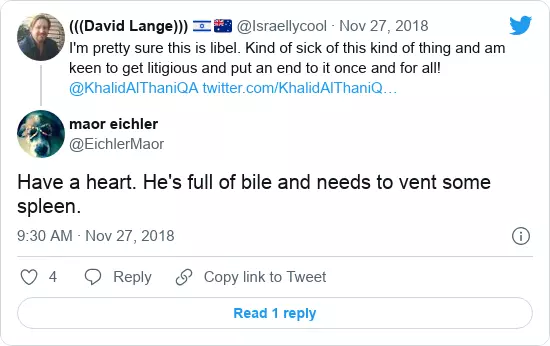 (((David Lange))) 🇮🇱🇦🇺 @Israellycool · Nov 27, 2018
I'm pretty sure this is libel. Kind of sick of this kind of thing and am
keen to get litigious and put an end to it once and for all!
@KhalidAlThaniQA twitter.com/KhalidAlThaniQ…
maor eichler
@EichlerMaor
Have a heart. He's full of bile and needs to vent some
spleen.
9:30 AM · Nov 27, 2018
4 Reply Copy link to Tweet
Read 1 reply